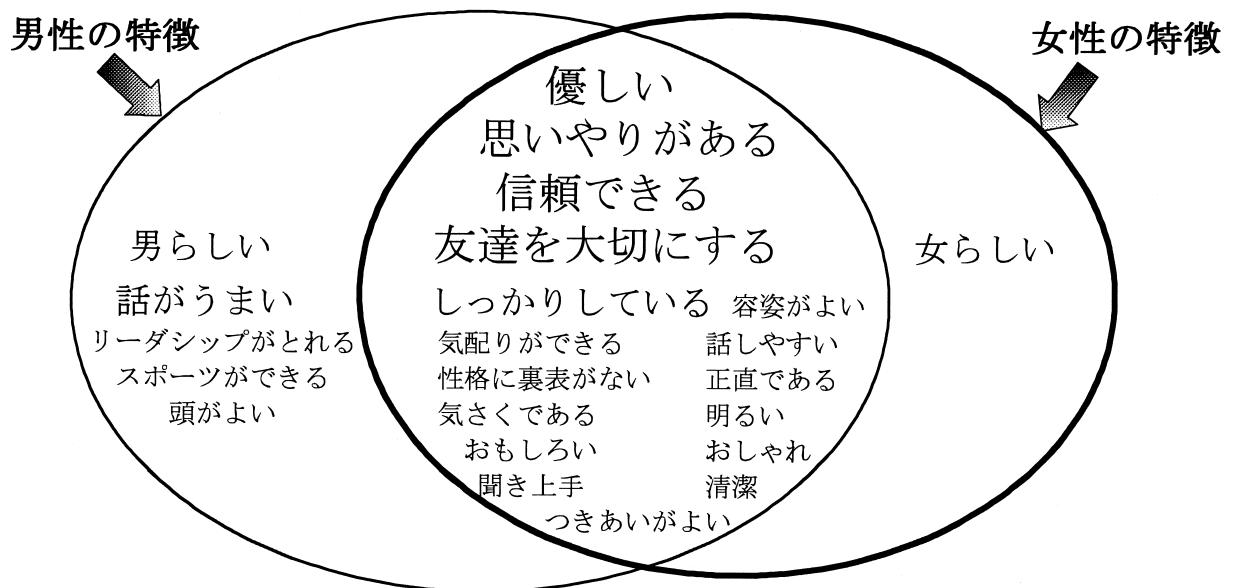 男性の特徴
女性の特徴
優しい
思いやりがある
信頼できる
友達を大切にする
しっかりしている 容姿がよい
気配りができる 話しやすい
性格に裏表がない 正直である
気さくである 明るい
おもしろい おしゃれ
聞き上手 清潔
つきあいがよい
男らしい
話がうまい
リーダシップがとれる
スポーツができる
頭がよい
女らしい